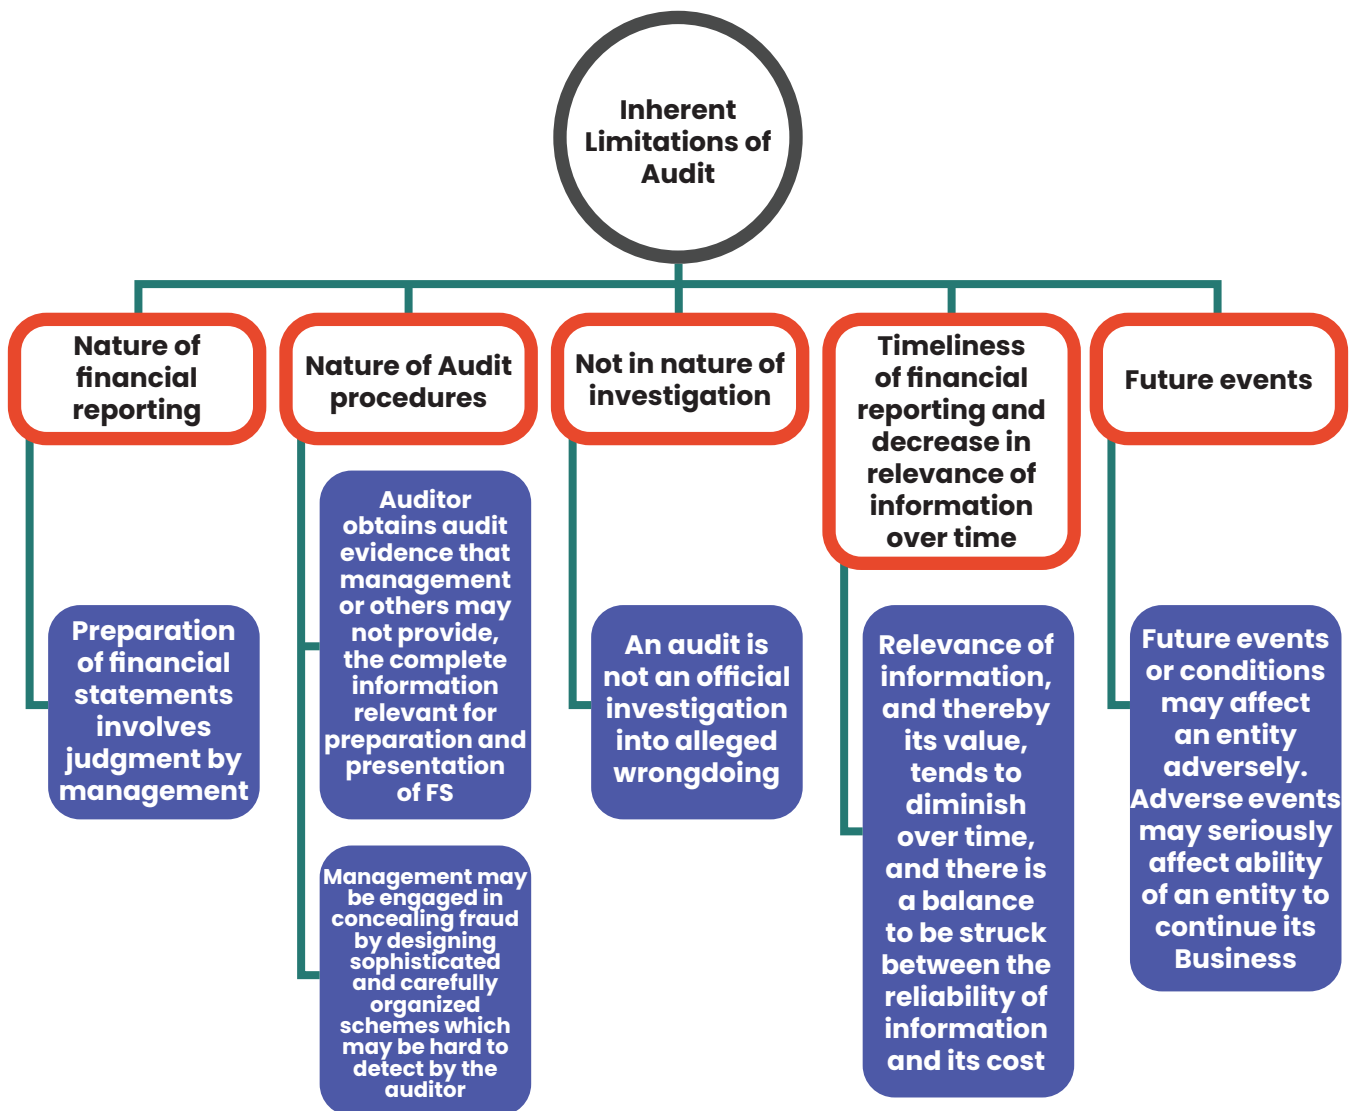 Inherent
Limitations of
Audit
Nature of
financial
reporting
Preparation
of financial
statements
involves
judgment by
management
Nature of Audit
procedures
Auditor
obtains audit
evidence that
management
or others may
not provide,
the complete
information
relevant for
preparation and
presentation
of FS
Management may
be engaged in
concealing fraud
by designing
sophisticated
and carefully
organized
schemes which
may be hard to
detect by the
auditor
Not in nature of
investigation
An audit is
not an official
investigation
into alleged
wrongdoing
Timeliness
of financial
reporting and
decrease in
relevance of
information
over time
Relevance of
information,
and thereby
its value,
tends to
diminish
over time,
and there is
a balance
to be struck
between the
reliability of
information
and its cost
Future events
Future events
or conditions
may affect
an entity
adversely.
Adverse events
may seriously
affect ability
of an entity to
continue its
Business